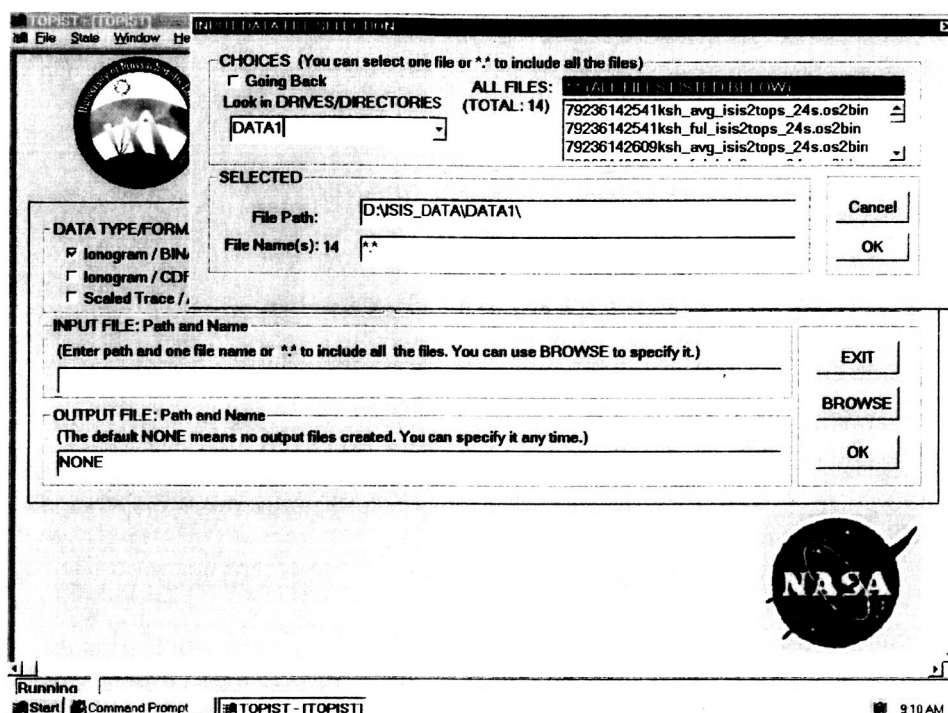 TOPIST - [TOPIST]
File State Window He
INPUT DATA FILE SELECTION
CHOICES (You can select one file or *.* to include all the files)
Going Back
Look in DRIVES/DIRECTORIES
DATA1
ALL FILES:
(TOTAL: 14)
*.* (ALL FILES LISTED BELOW)
79236142541ksh_avg_isis2tops_24s.os2bin
79236142541ksh_ful_isis2tops_24s.os2bin
79236142609ksh_avg_isis2tops_24s.os2bin
SELECTED
File Path:
D:\ISIS_DATA\DATA1\
File Name(s): 14
*.*
Cancel
OK
DATA TYPE/FORM
Ionogram / BIN
Ionogram / CDF
Scaled Trace /
INPUT FILE: Path and Name
(Enter path and one file name or *.* to include all the files. You can use BROWSE to specify it.)
OUTPUT FILE: Path and Name
(The default NONE means no output files created. You can specify it any time.)
NONE
EXIT
BROWSE
OK
NASA
Running
Start Command Prompt TOPIST - [TOPIST] 9:10 AM